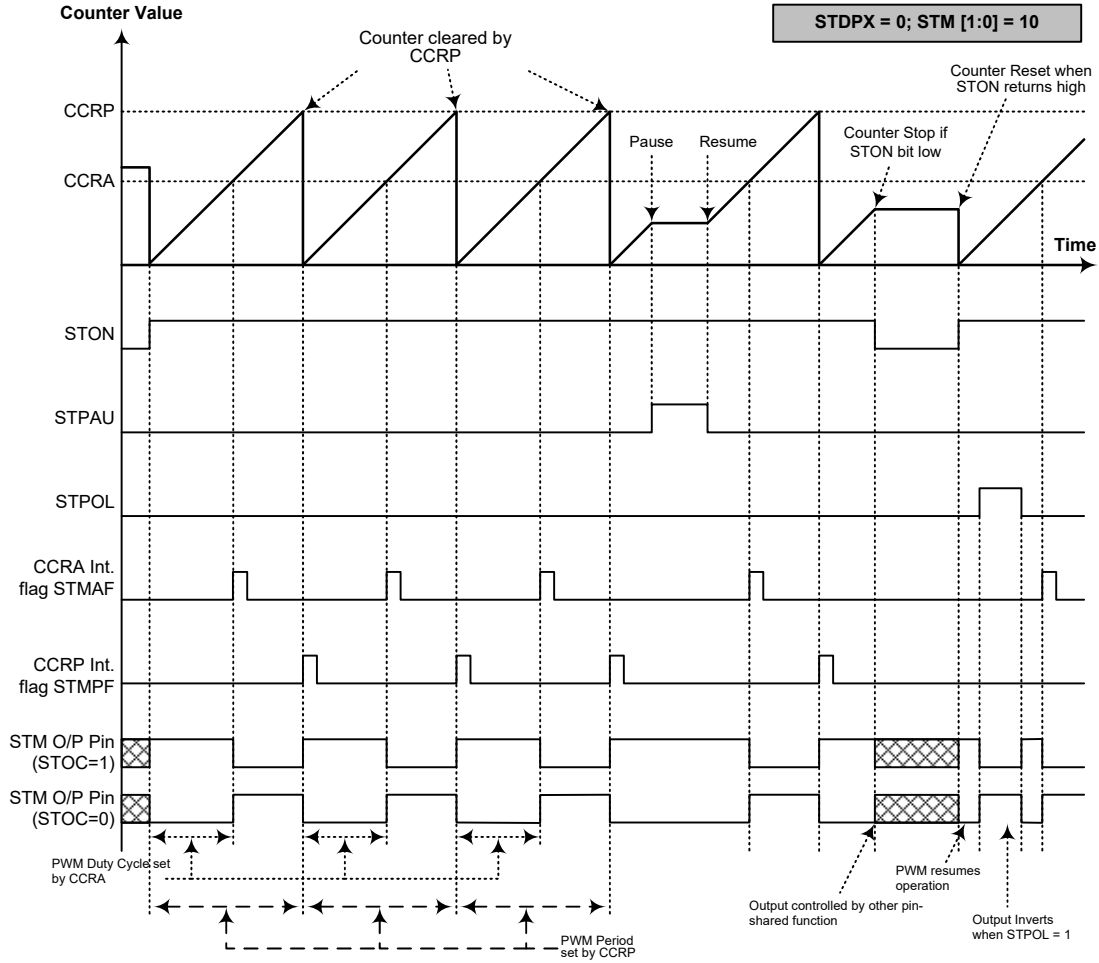 Counter Value
STDPX = 0; STM [1:0] = 10
Counter cleared by
CCRP
Counter Reset when
STON returns high
CCRP
Pause
Resume
Counter Stop if
STON bit low
CCRA
Time
STON
STPAU
STPOL
CCRA Int.
flag STMAF
CCRP Int.
flag STMPF
STM O/P Pin
(STOC=1)
STM O/P Pin
(STOC=0)
PWM Duty Cycle set
by CCRA
PWM resumes
operation
Output controlled by other pin-
shared function
Output Inverts
when STPOL = 1
PWM Period
set by CCRP